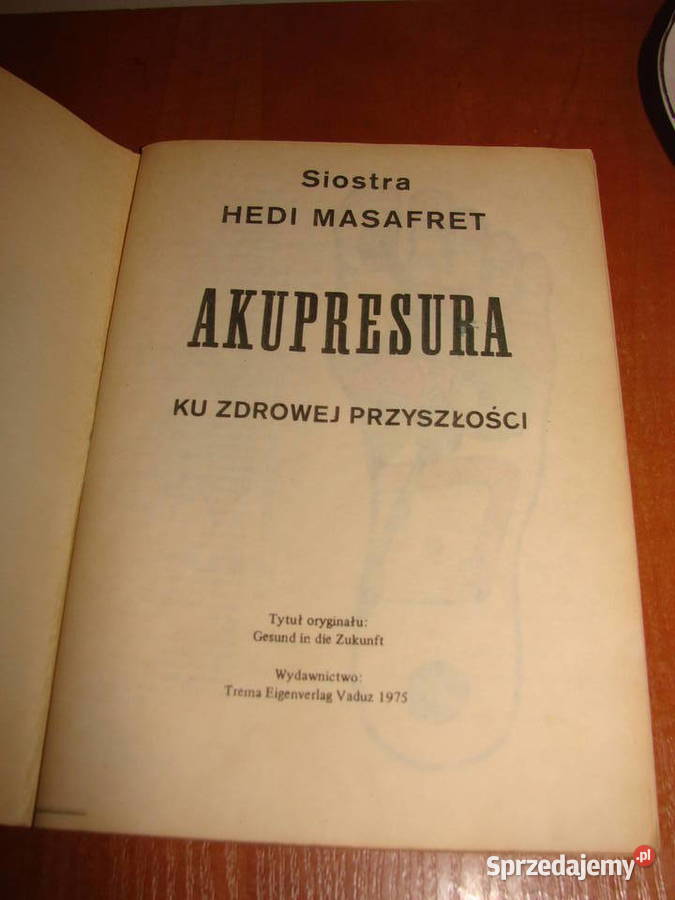 Siostra
HEDI MASAFRET
AKUPRESURA
KU ZDROWEJ PRZYSZŁOŚCI
Tytuł oryginału:
Gesund in die Zukunft
Wydawnictwo:
Trema Eigenverlag Vaduz 1975
Sprzedajemy.pl